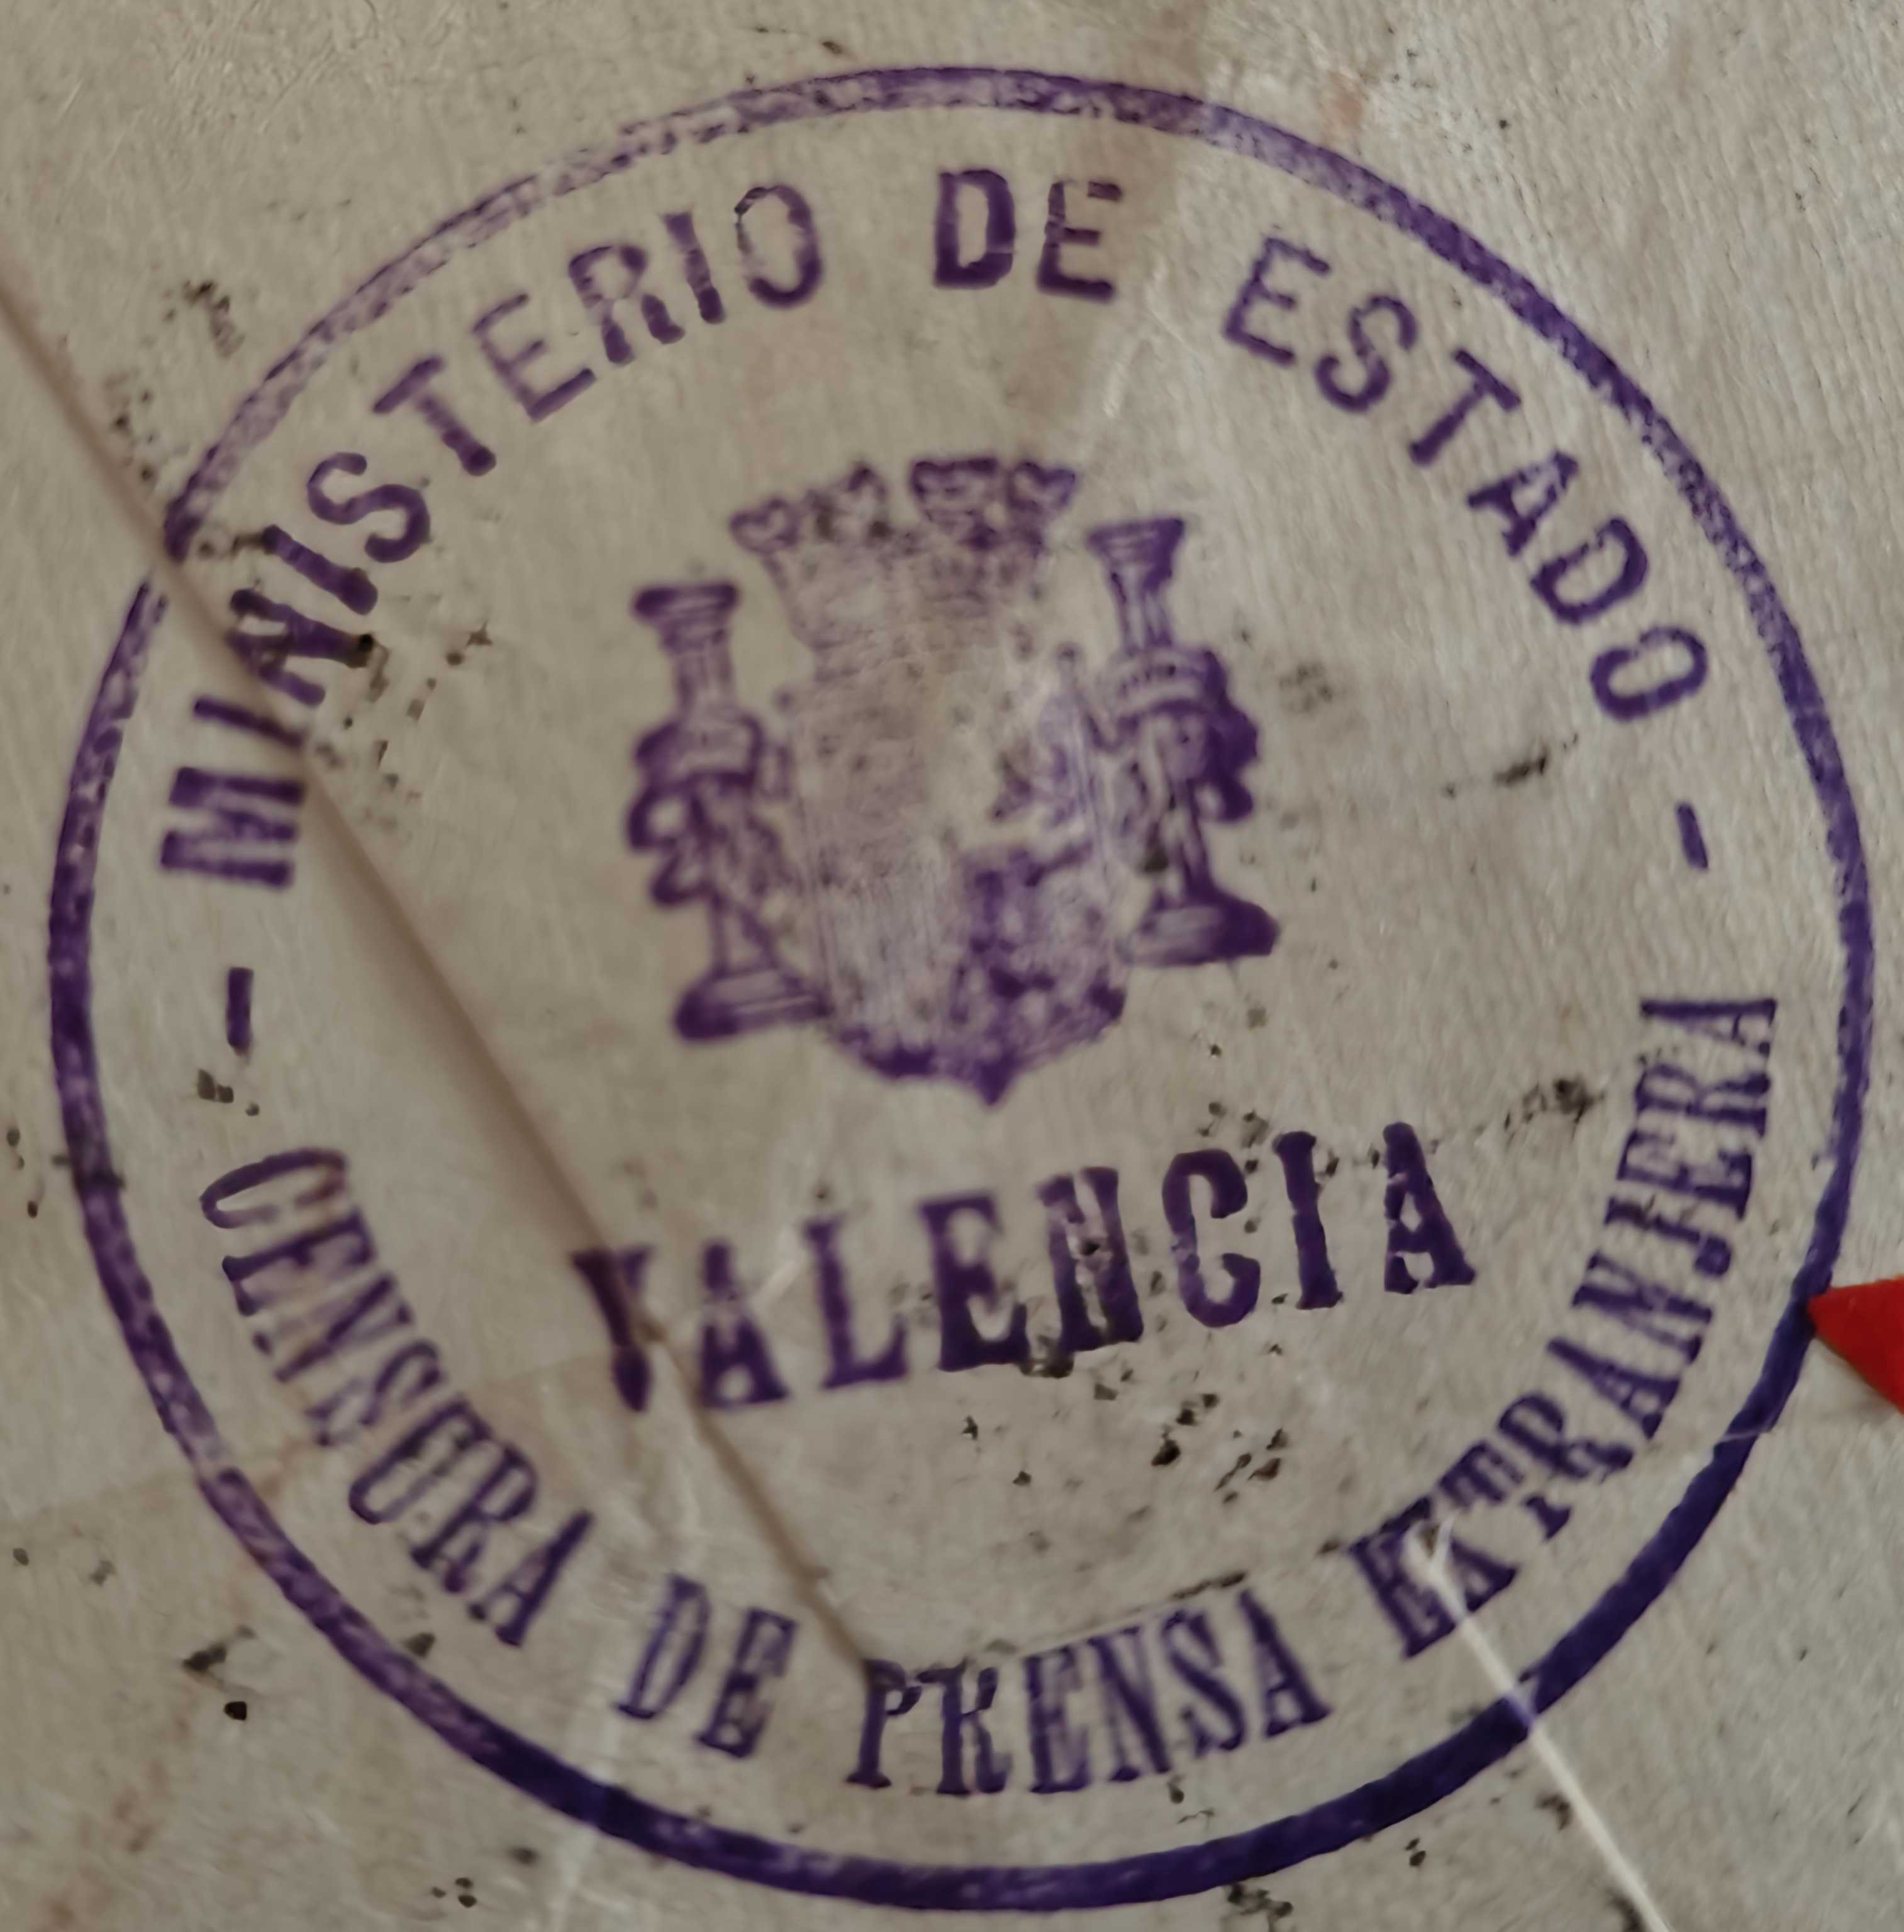 - MINISTERIO DE ESTADO -
VALENCIA
CENSURA DE PRENSA EXTRANJERA